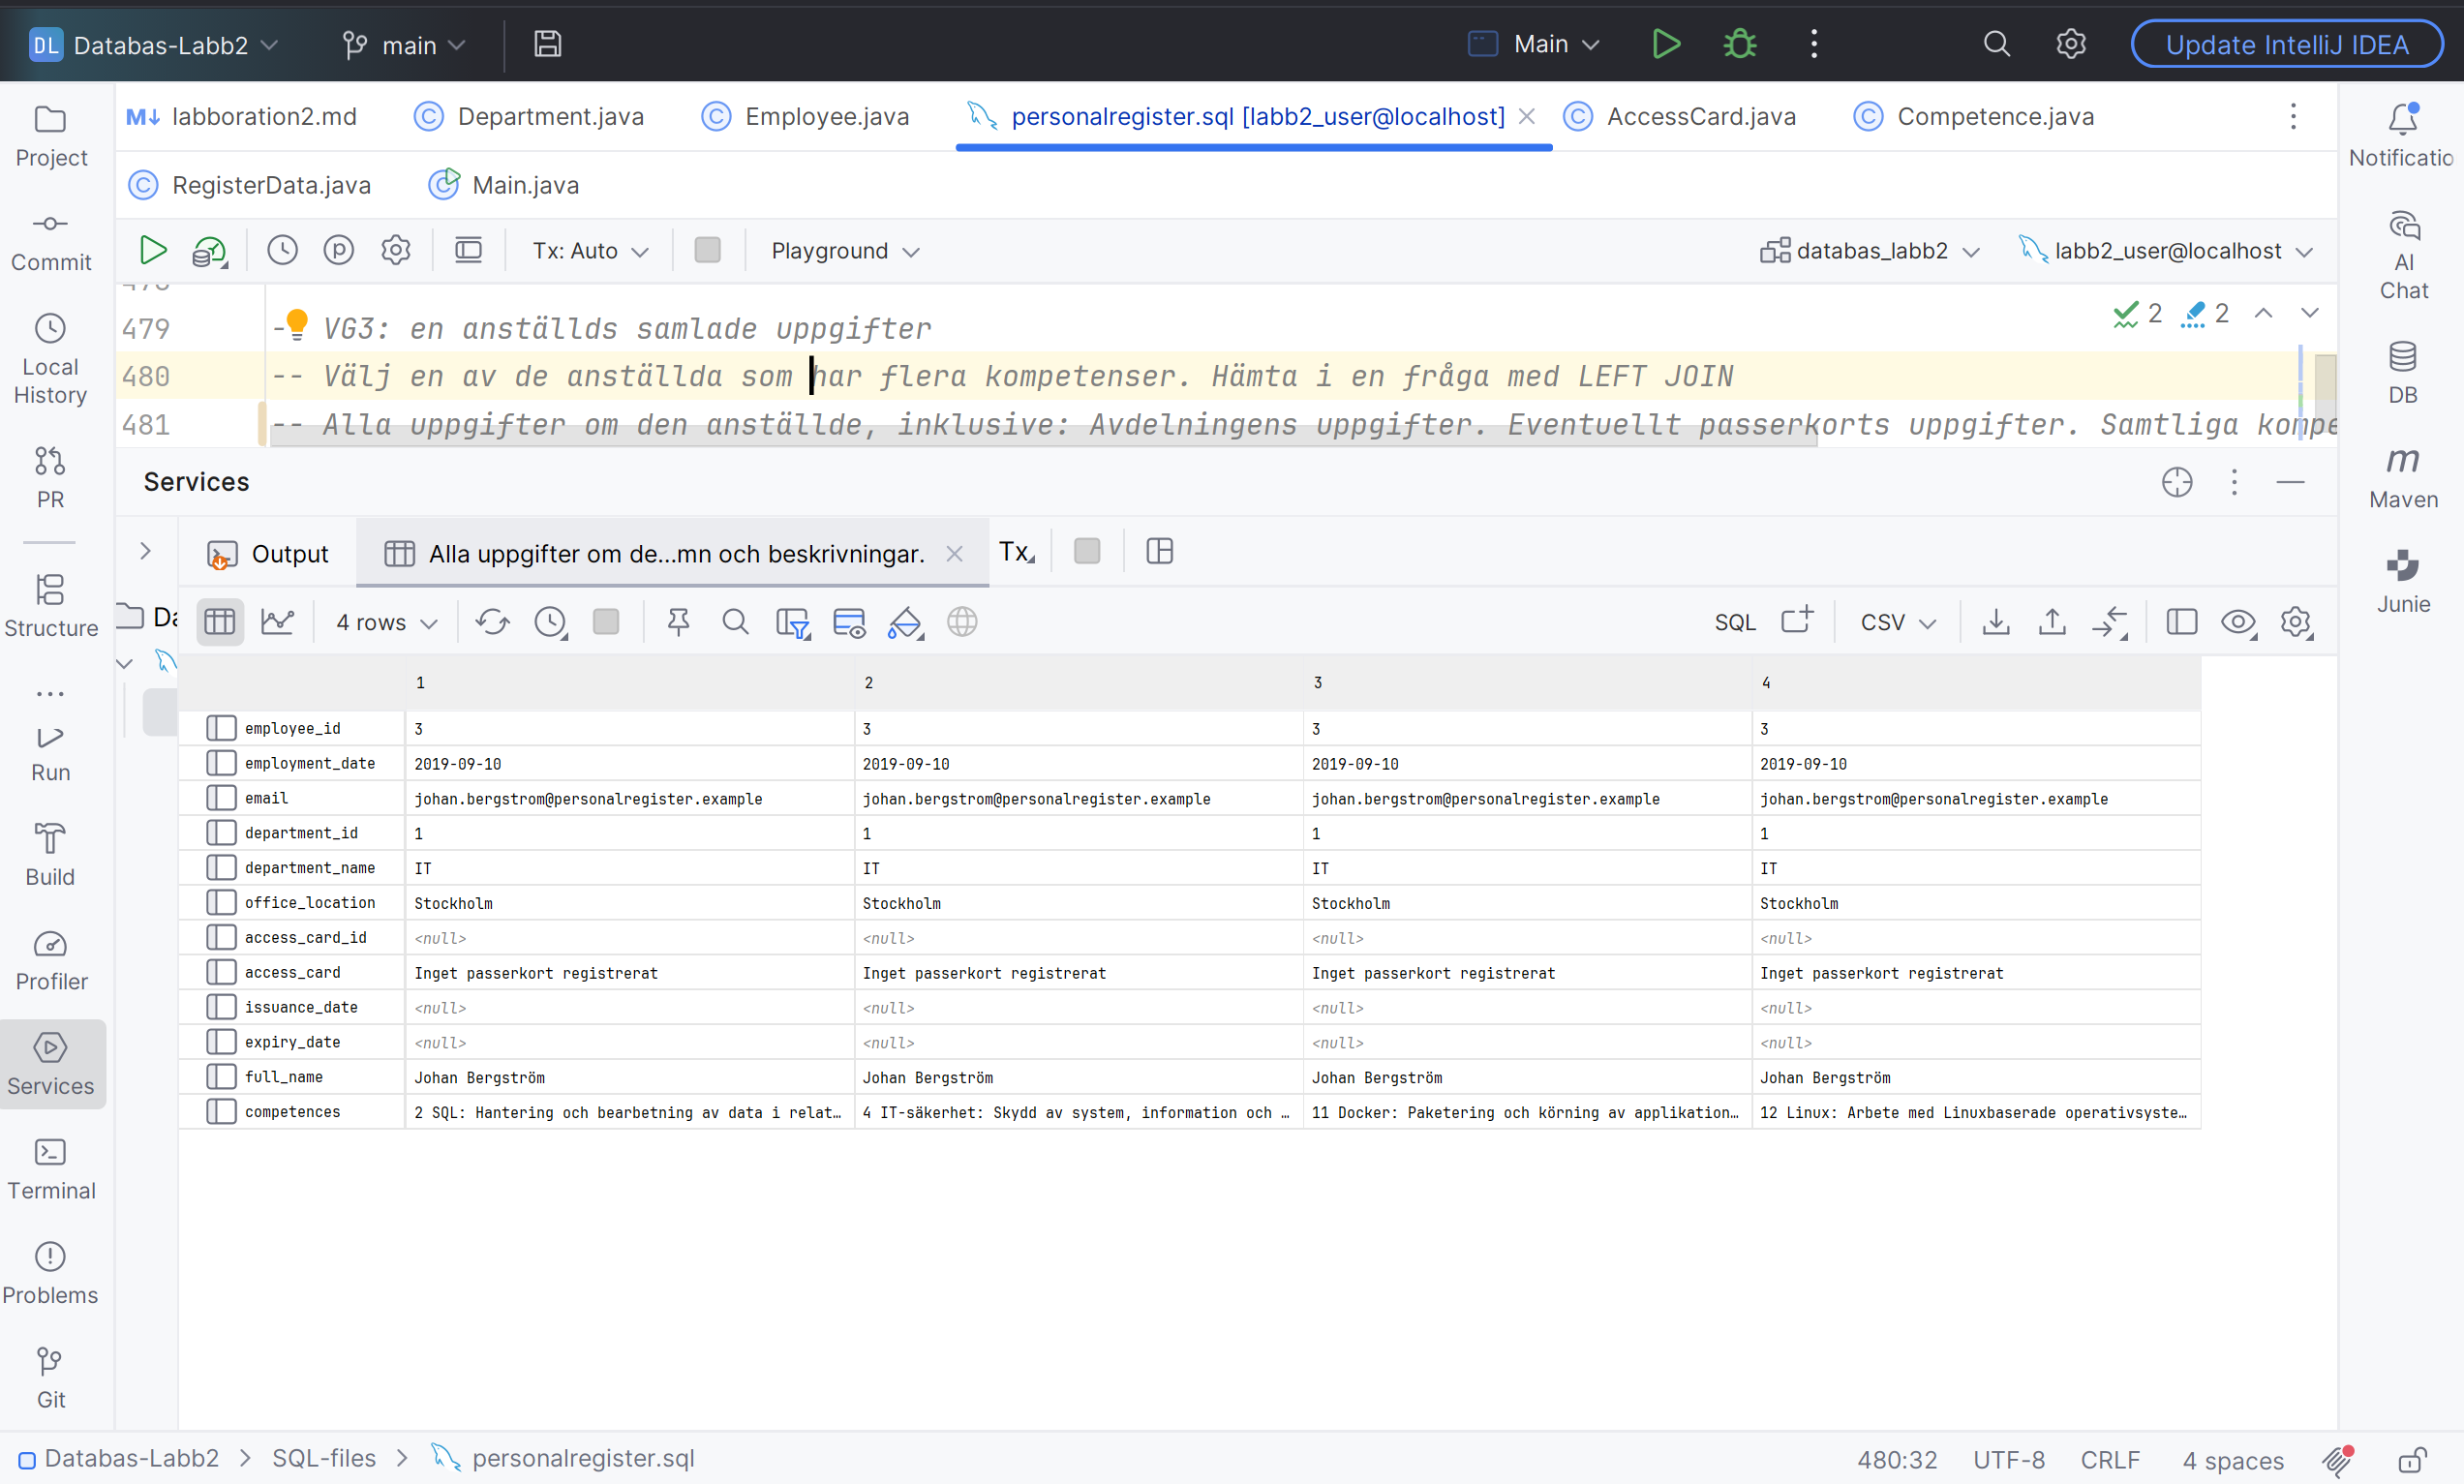 DL Databas-Labb2 main Main Update IntelliJ IDEA
labboration2.md Department.java Employee.java personalregister.sql [labb2_user@localhost] AccessCard.java Competence.java
RegisterData.java Main.java
Tx: Auto Playground databas_labb2 labb2_user@localhost
479 VG3: en anställds samlade uppgifter
2 2
480 -- Välj en av de anställda som har flera kompetenser. Hämta i en fråga med LEFT JOIN
481 -- Alla uppgifter om den anställde, inklusive: Avdelningens uppgifter. Eventuellt passerkorts uppgifter. Samtliga kompe
Services
Output Alla uppgifter om de...mn och beskrivningar. Tx
4 rows SQL CSV
1 2 3 4
employee_id 3 3 3 3
employment_date 2019-09-10 2019-09-10 2019-09-10 2019-09-10
email johan.bergstrom@personalregister.example johan.bergstrom@personalregister.example johan.bergstrom@personalregister.example johan.bergstrom@personalregister.example
department_id 1 1 1 1
department_name IT IT IT IT
office_location Stockholm Stockholm Stockholm Stockholm
access_card_id <null> <null> <null> <null>
access_card Inget passerkort registrerat Inget passerkort registrerat Inget passerkort registrerat Inget passerkort registrerat
issuance_date <null> <null> <null> <null>
expiry_date <null> <null> <null> <null>
full_name Johan Bergström Johan Bergström Johan Bergström Johan Bergström
competences 2 SQL: Hantering och bearbetning av data i relat… 4 IT-säkerhet: Skydd av system, information och … 11 Docker: Paketering och körning av applikation… 12 Linux: Arbete med Linuxbaserade operativsyste…
Project
Commit
Local
History
PR
Structure
Run
Build
Profiler
Services
Terminal
Problems
Git
Notificatio
AI
Chat
DB
Maven
Junie
Databas-Labb2 > SQL-files > personalregister.sql 480:32 UTF-8 CRLF 4 spaces